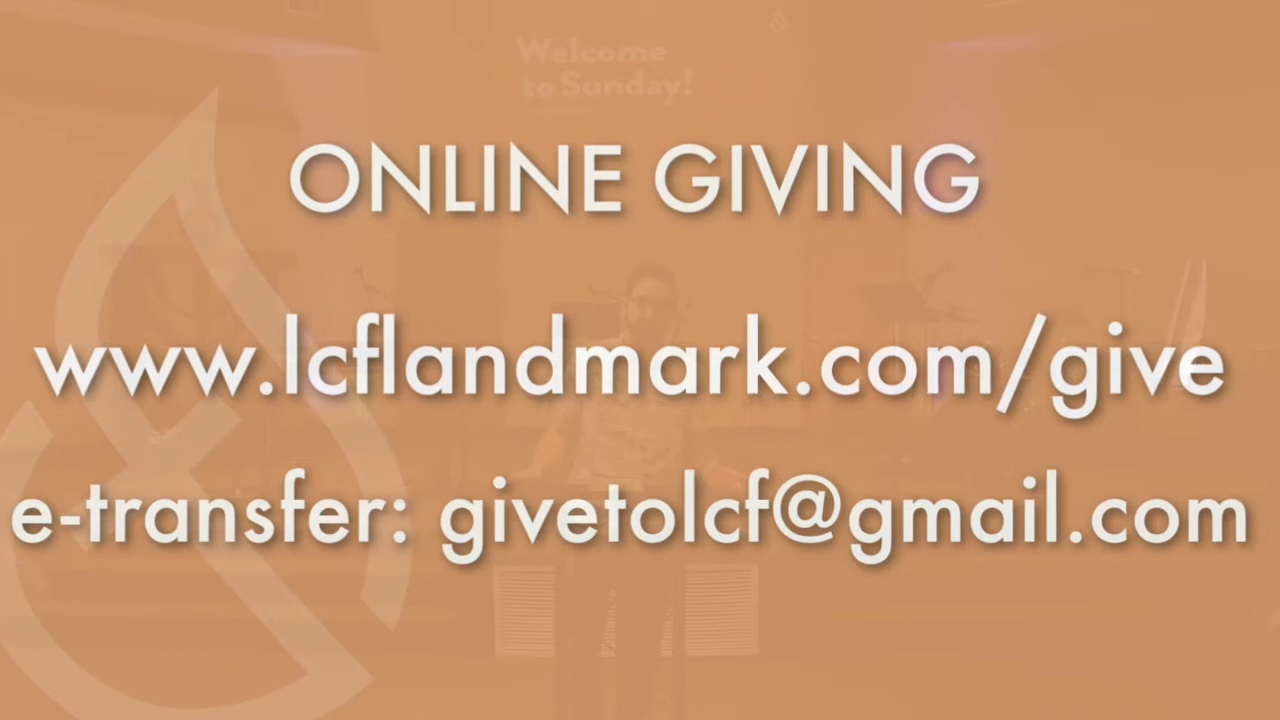 Welcome
to Sunday!
ONLINE GIVING
www.lcflandmark.com/give
e-transfer: givetolcf@gmail.com